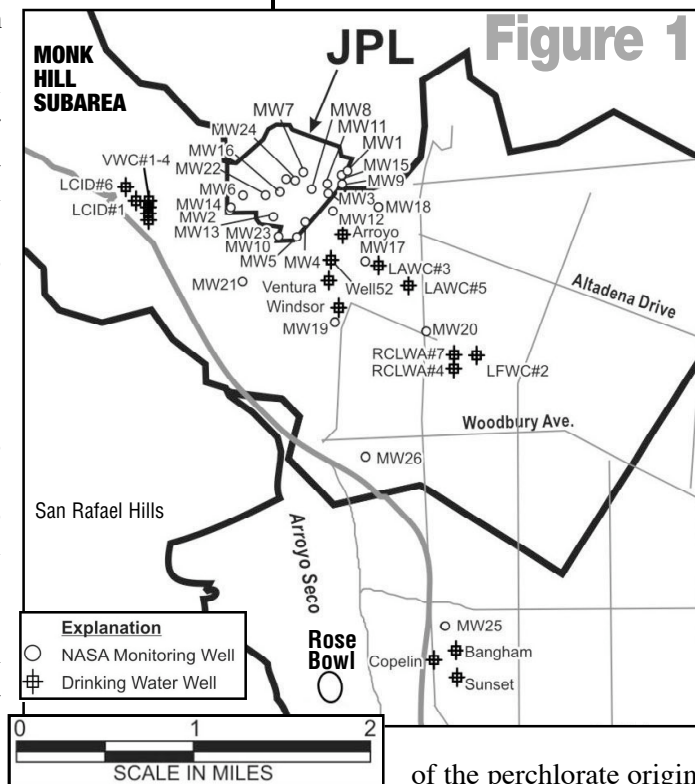 Figure 1
MONK
HILL
SUBAREA
JPL
MW7
MW8
MW24
MW11
MW16
MW1
VWC#1-4
MW22
MW15
LCID#6
MW6
MW9
LCID#1
MW14
MW3
MW18
MW2
MW12
MW13
MW23
Arroyo
MW10
MW17
MW5
MW4
LAWC#3
MW21
Ventura
Well52
LAWC#5
Altadena Drive
Windsor
MW19
MW20
RCLWA#7
RCLWA#4
LFWC#2
Woodbury Ave.
MW26
San Rafael Hills
Arroyo Seco
Explanation
NASA Monitoring Well
Drinking Water Well
Rose
Bowl
MW25
Copelin
Bangham
Sunset
0 1 2
SCALE IN MILES
of the perchlorate origin